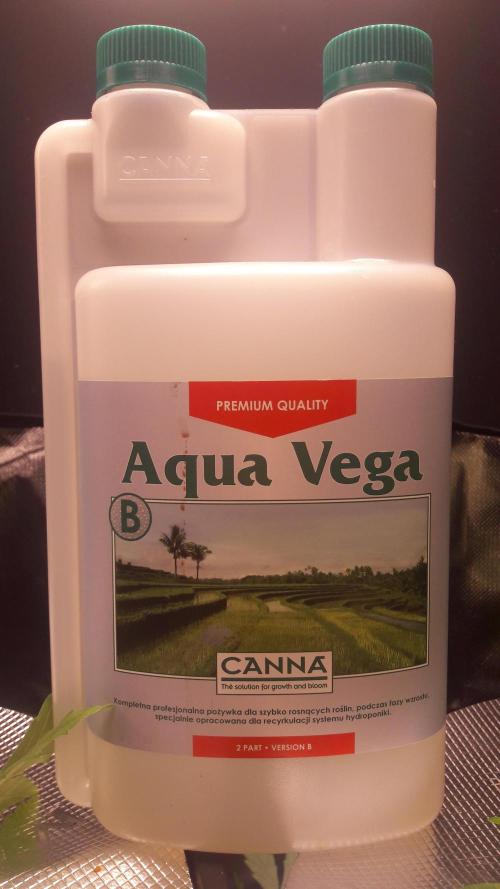 CANNA
PREMIUM QUALITY
Aqua Vega
B
CANNA
The solution for growth and bloom
Kompletna profesjonalna pożywka dla szybko rosnących roślin, podczas fazy wzrostu,
specjalnie opracowana dla recyrkulacji systemu hydroponiki.
2 PART • VERSION B